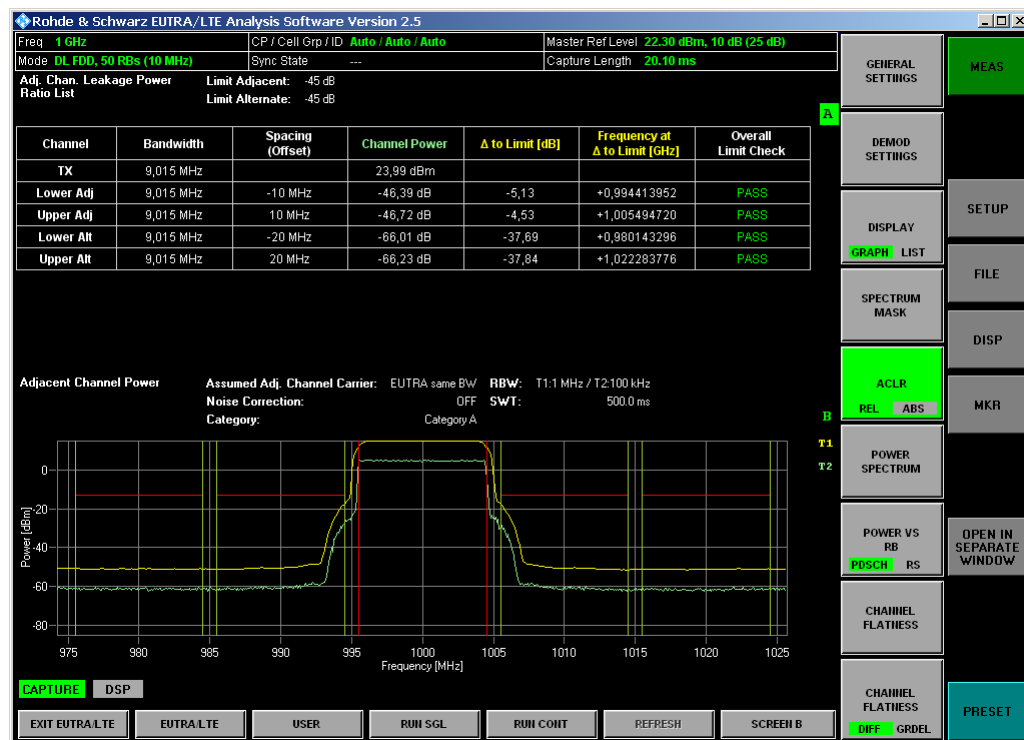 Rohde & Schwarz EUTRA/LTE Analysis Software Version 2.5
Freq 1 GHz CP / Cell Grp / ID Auto / Auto / Auto Master Ref Level 22.30 dBm, 10 dB (25 dB)
Mode DL FDD, 50 RBs (10 MHz) Sync State --- Capture Length 20.10 ms
Adj. Chan. Leakage Power Limit Adjacent: -45 dB
Ratio List Limit Alternate: -45 dB
A
Channel Bandwidth Spacing (Offset) Channel Power Δ to Limit [dB] Frequency at Δ to Limit [GHz] Overall Limit Check
TX 9,015 MHz 23,99 dBm
Lower Adj 9,015 MHz -10 MHz -46,39 dB -5,13 +0,994413952 PASS
Upper Adj 9,015 MHz 10 MHz -46,72 dB -4,53 +1,005494720 PASS
Lower Alt 9,015 MHz -20 MHz -66,01 dB -37,69 +0,980143296 PASS
Upper Alt 9,015 MHz 20 MHz -66,23 dB -37,84 +1,022283776 PASS
Adjacent Channel Power Assumed Adj. Channel Carrier: EUTRA same BW RBW: T1:1 MHz / T2:100 kHz
Noise Correction: OFF SWT: 500.0 ms
Category: Category A
B
T1
T2
Power [dBm]
0
-20
-40
-60
-80
975 980 985 990 995 1000 1005 1010 1015 1020 1025
Frequency [MHz]
CAPTURE DSP
EXIT EUTRA/LTE EUTRA/LTE USER RUN SGL RUN CONT REFRESH SCREEN B
GENERAL
SETTINGS
DEMOD
SETTINGS
DISPLAY
GRAPH LIST
SPECTRUM
MASK
ACLR
REL ABS
POWER
SPECTRUM
POWER VS
RB
PDSCH RS
CHANNEL
FLATNESS
CHANNEL
FLATNESS
DIFF GRDEL
MEAS
SETUP
FILE
DISP
MKR
OPEN IN
SEPARATE
WINDOW
PRESET